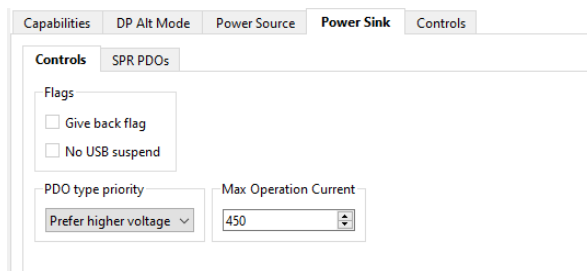 Capabilities DP Alt Mode Power Source Power Sink Controls
Controls SPR PDOs
Flags
Give back flag
No USB suspend
PDO type priority Max Operation Current
Prefer higher voltage 450